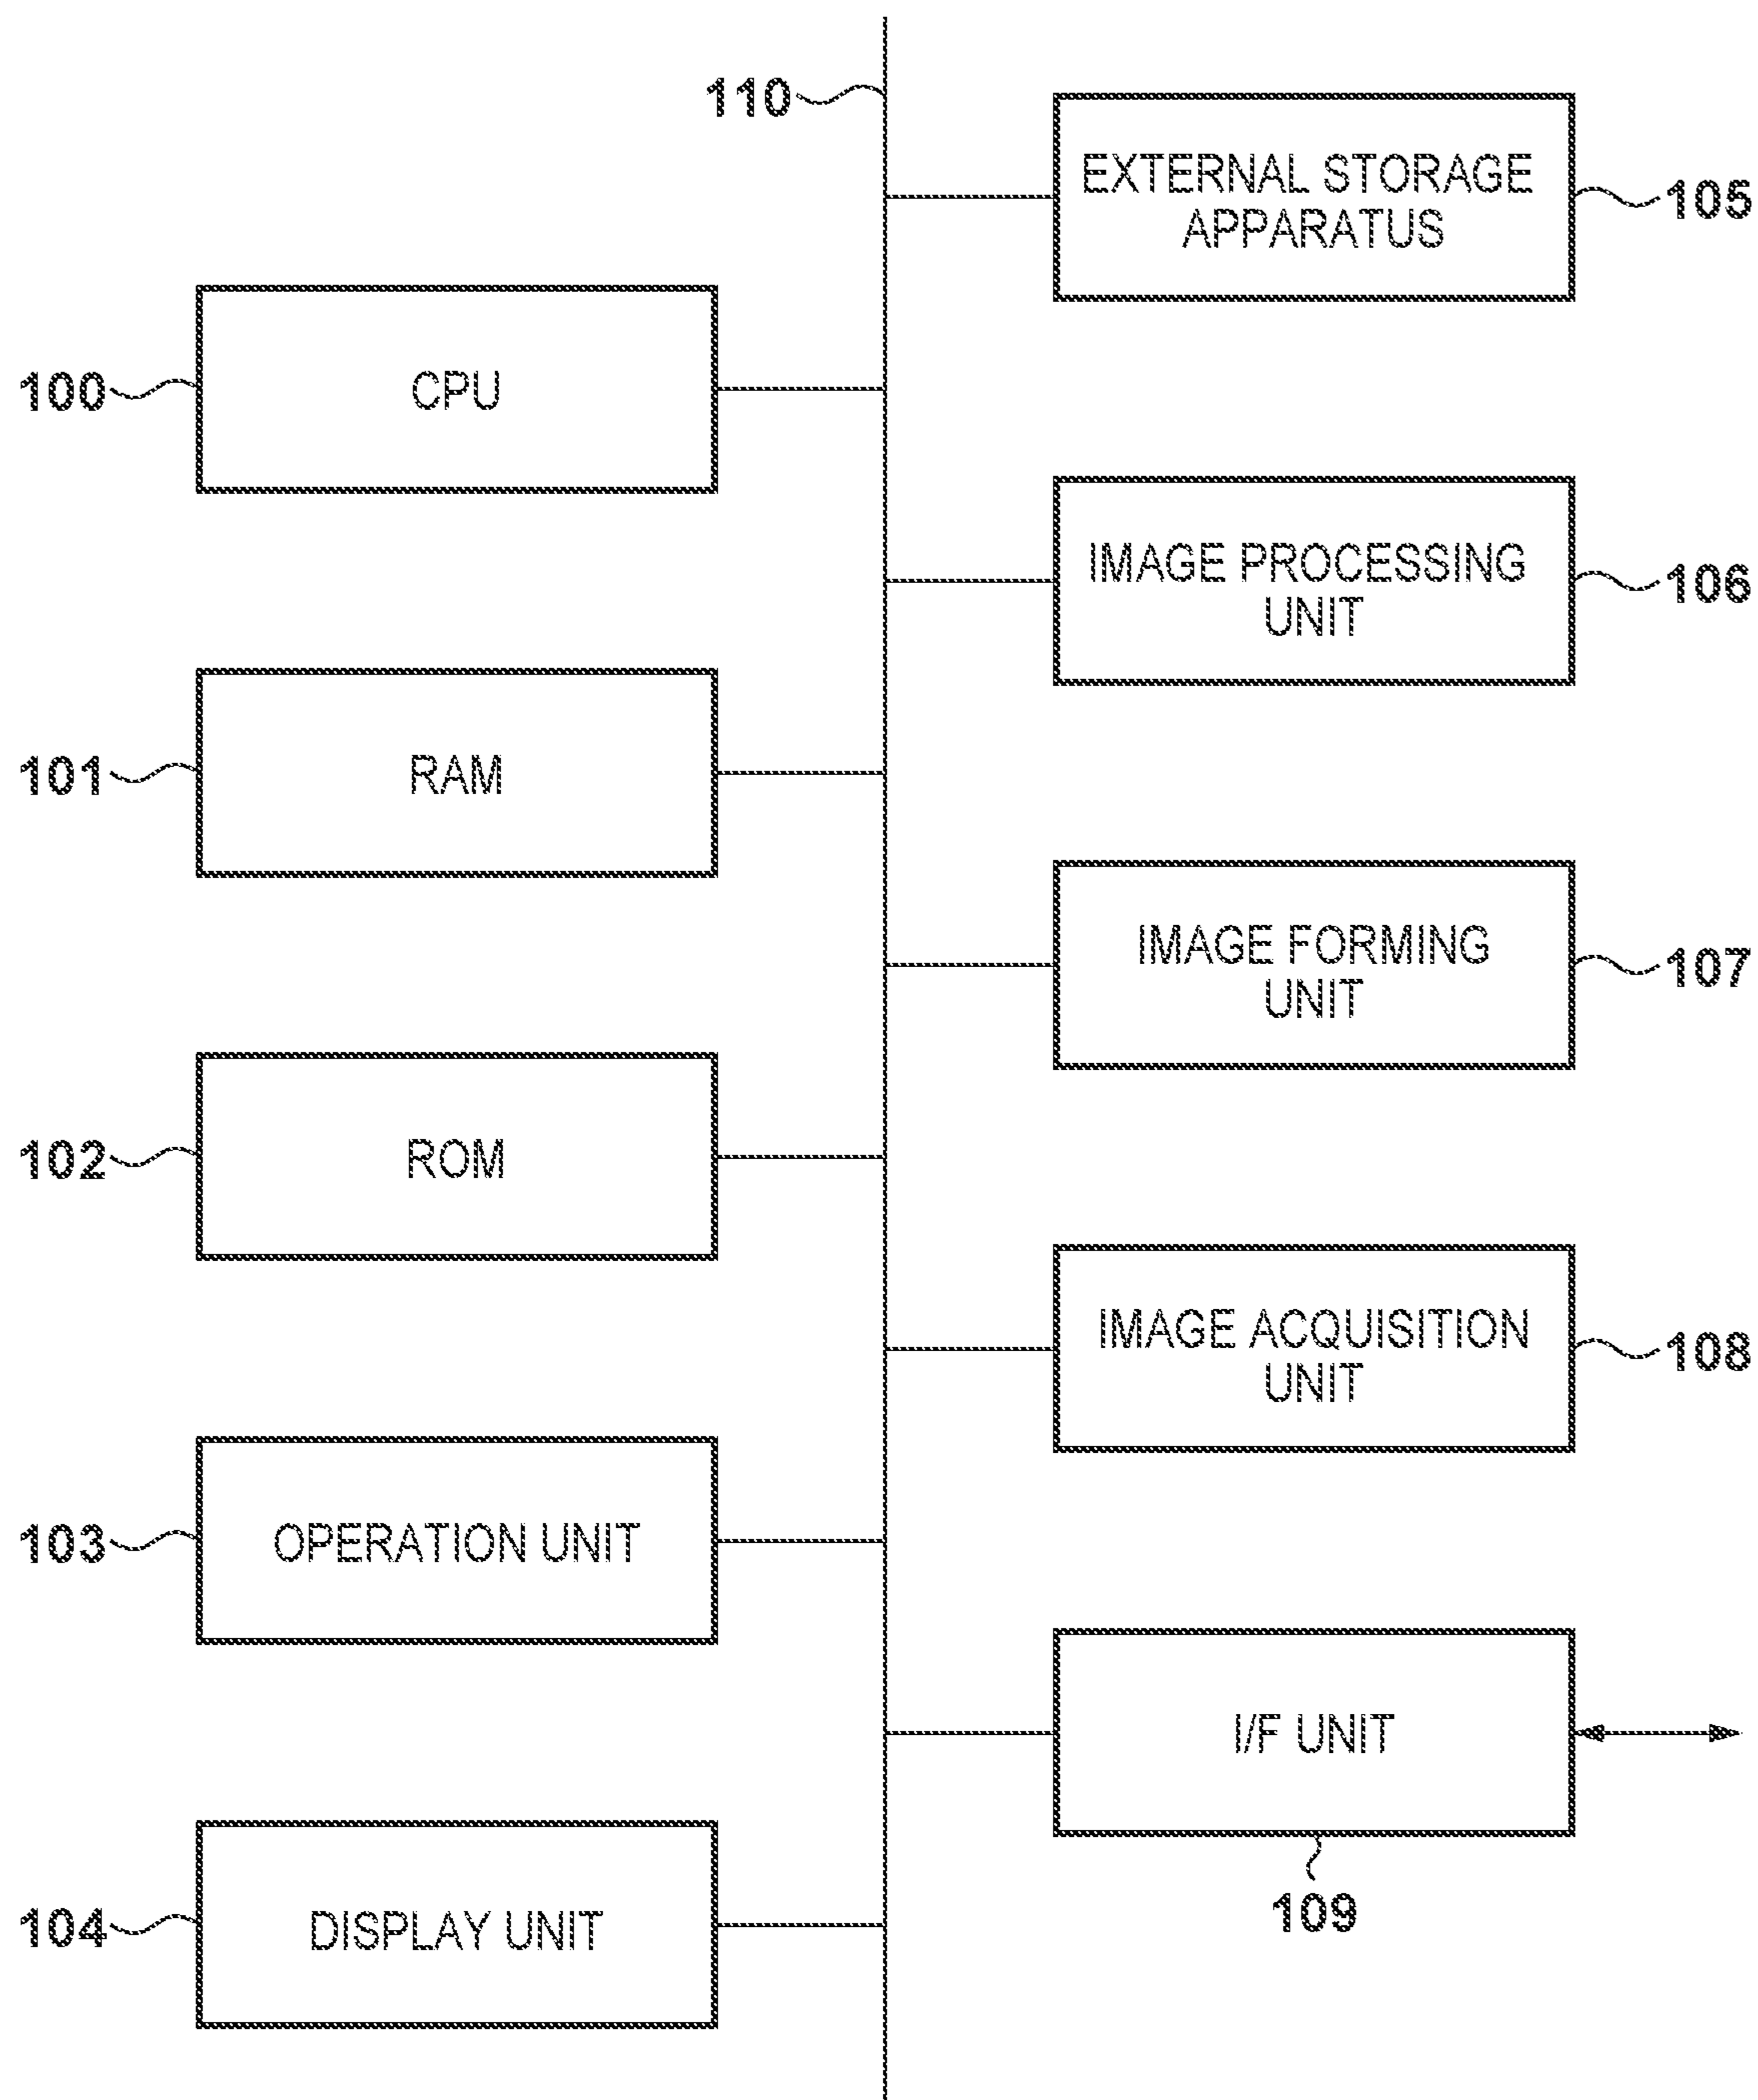 110
EXTERNAL STORAGE
APPARATUS
105
100
CPU
IMAGE PROCESSING
UNIT
106
101
RAM
IMAGE FORMING
UNIT
107
102
ROM
IMAGE ACQUISITION
UNIT
108
103
OPERATION UNIT
I/F UNIT
109
104
DISPLAY UNIT